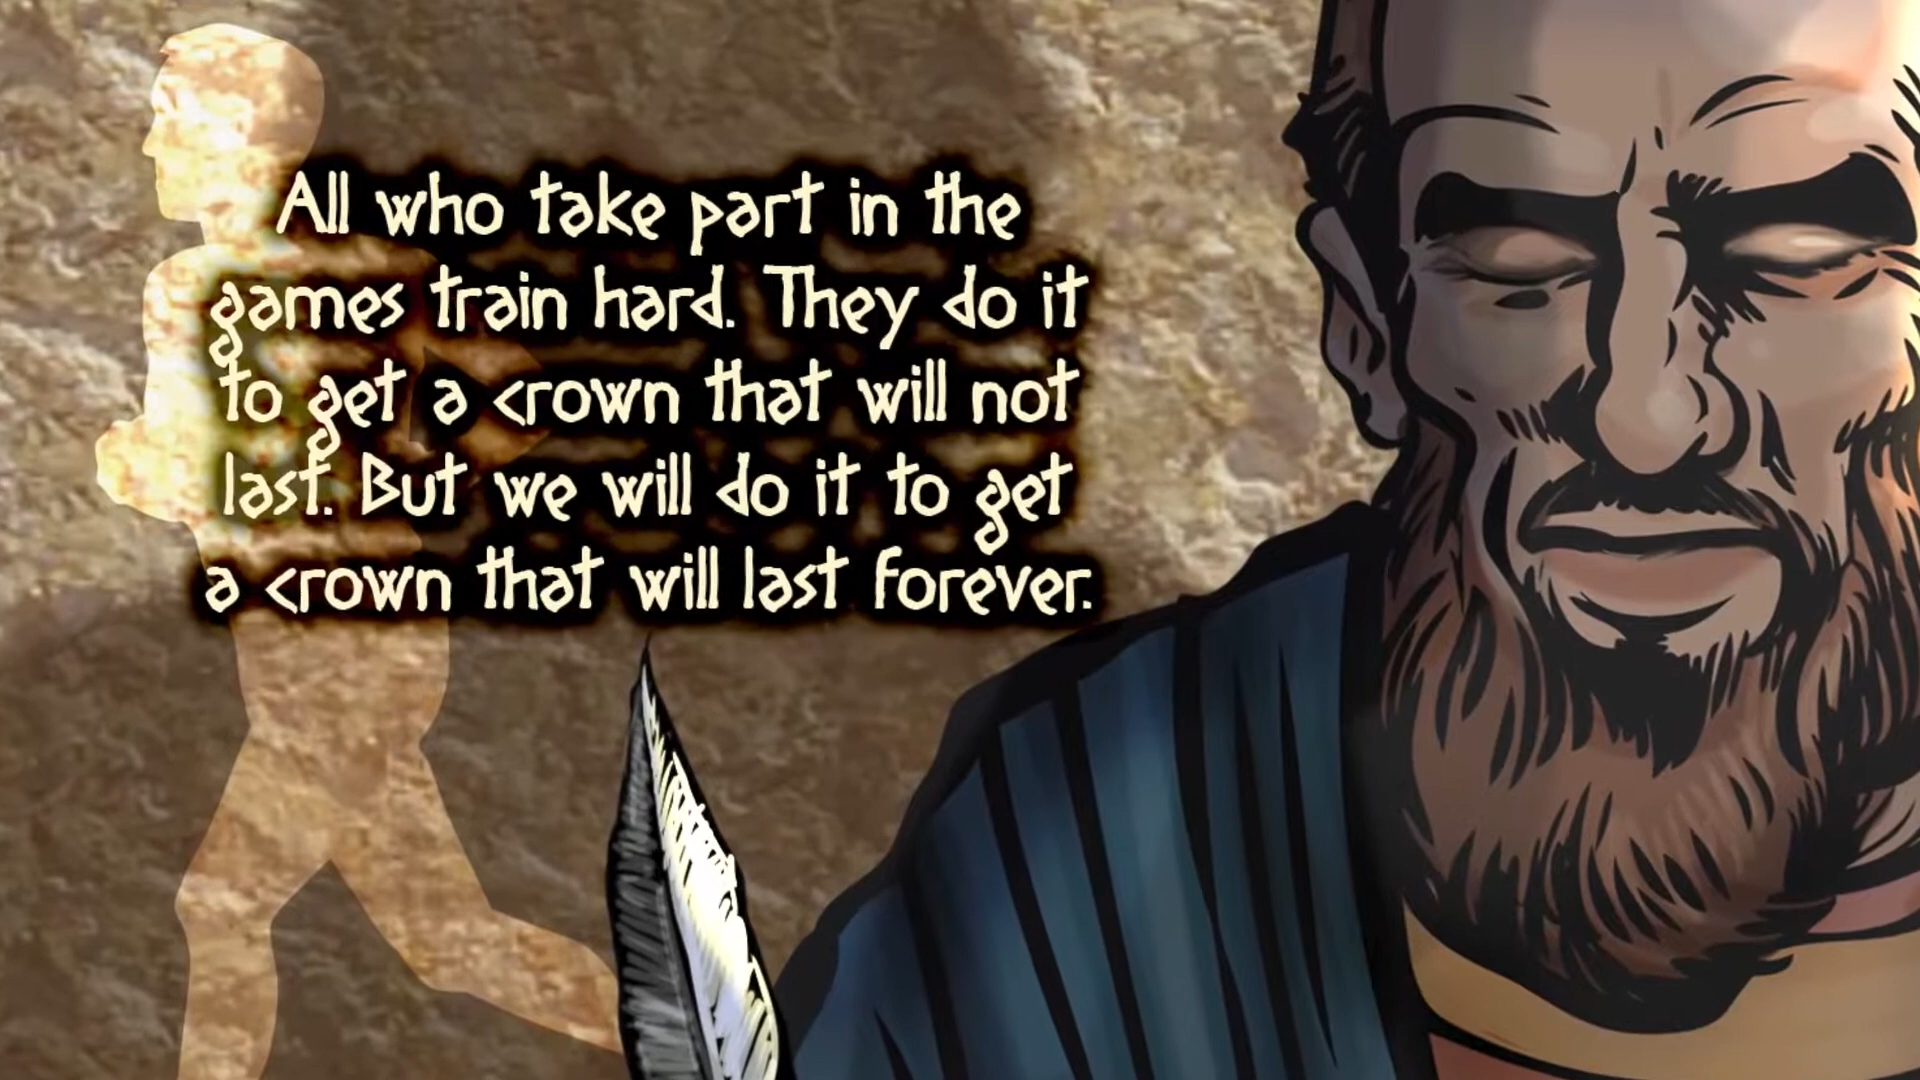 All who take part in the
games train hard. They do it
to get a crown that will not
last. But we will do it to get
a crown that will last forever.